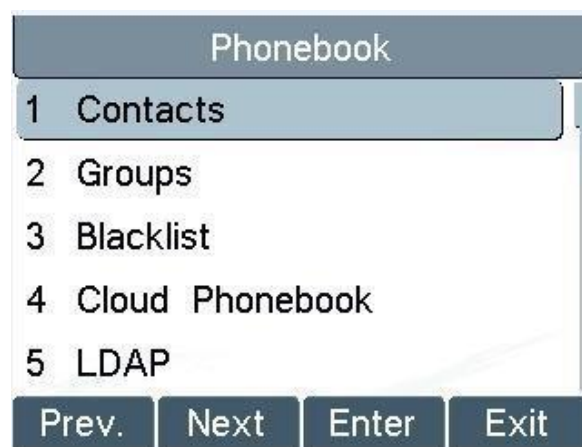 Phonebook
1 Contacts
2 Groups
3 Blacklist
4 Cloud Phonebook
5 LDAP
Prev. Next Enter Exit